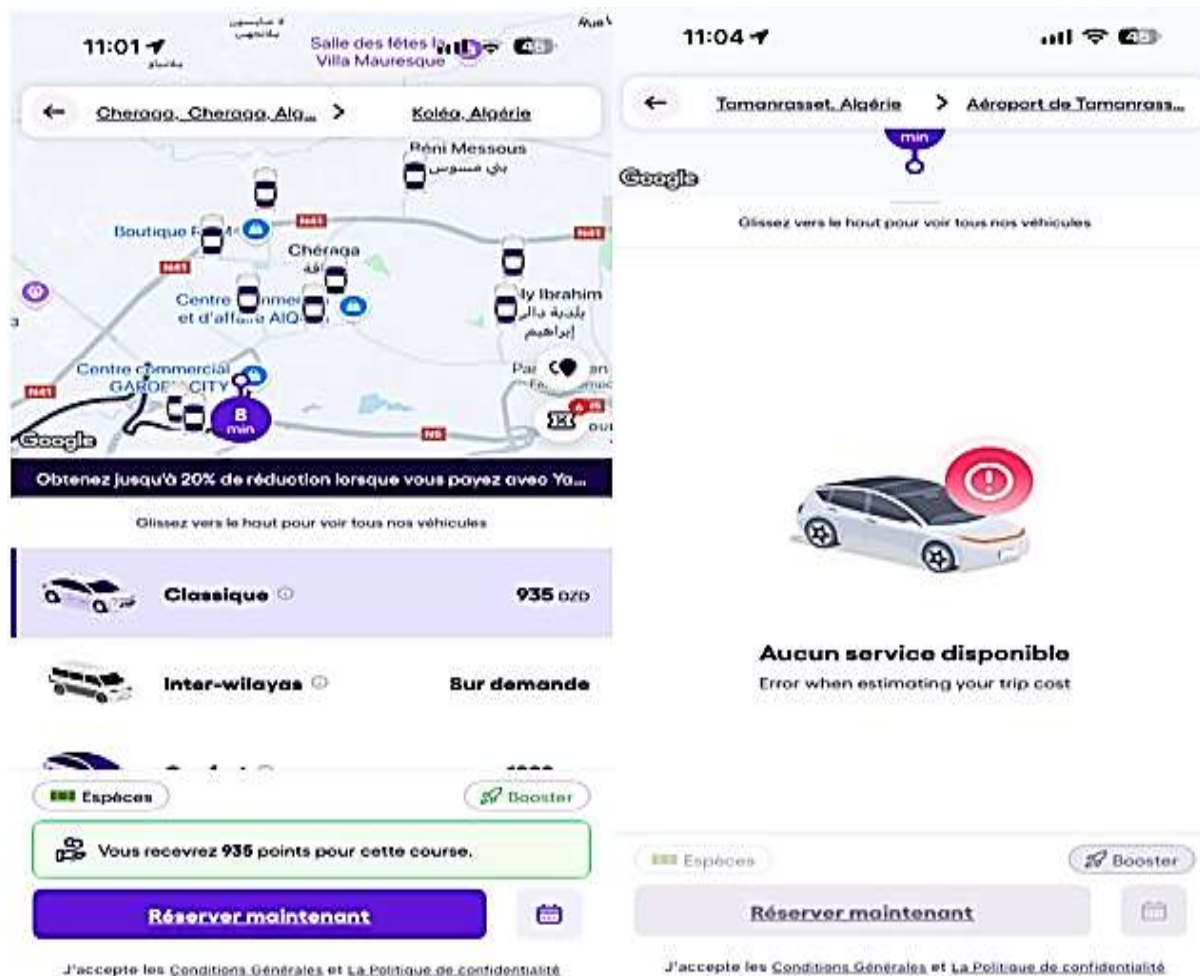 11:01
Salle des fêtes la
Villa Mauresque
Cheraga, Cheraga, Alg... > Koléa, Algérie
Béni Messous
بني مسوس
N41
Boutique
N41
Chéraga
N41
Centre
et d'affaire
ly Ibrahim
بلدية دالي
إبراهيم
Centre commercial
GARDEN CITY
N41
8
min
N5
Google
Obtenez jusqu'à 20% de réduction lorsque vous payez avec Ya...
Glissez vers le haut pour voir tous nos véhicules
Classique 935 DZD
Inter-wilayas Sur demande
Espèces Booster
Vous recevrez 935 points pour cette course.
Réserver maintenant
J'accepte les Conditions Générales et La Politique de confidentialité
11:04
Tamanrasset, Algérie > Aéroport de Tamanrass...
min
Google
Glissez vers le haut pour voir tous nos véhicules
Aucun service disponible
Error when estimating your trip cost
Espèces Booster
Réserver maintenant
J'accepte les Conditions Générales et La Politique de confidentialité